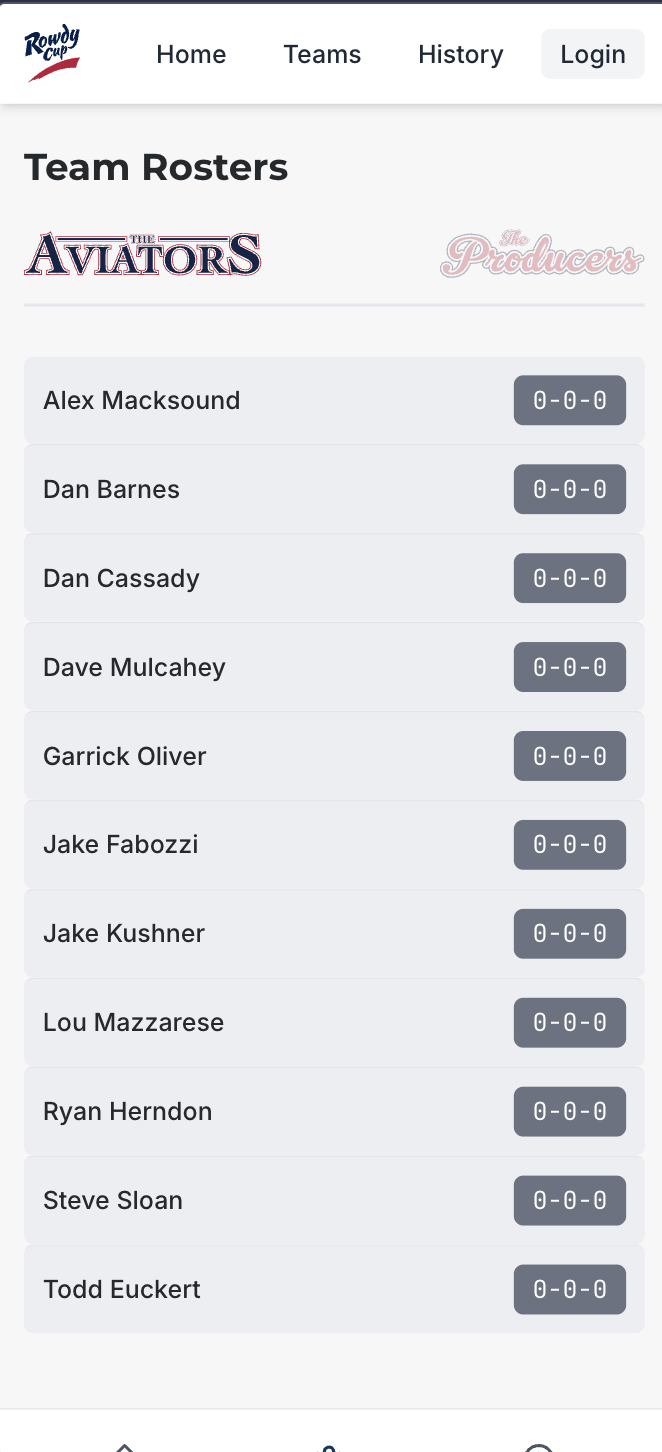 Rowdy
Cup
Home Teams History Login
Team Rosters
THE
AVIATORS
The
Producers
Alex Macksound 0-0-0
Dan Barnes 0-0-0
Dan Cassady 0-0-0
Dave Mulcahey 0-0-0
Garrick Oliver 0-0-0
Jake Fabozzi 0-0-0
Jake Kushner 0-0-0
Lou Mazzarese 0-0-0
Ryan Herndon 0-0-0
Steve Sloan 0-0-0
Todd Euckert 0-0-0